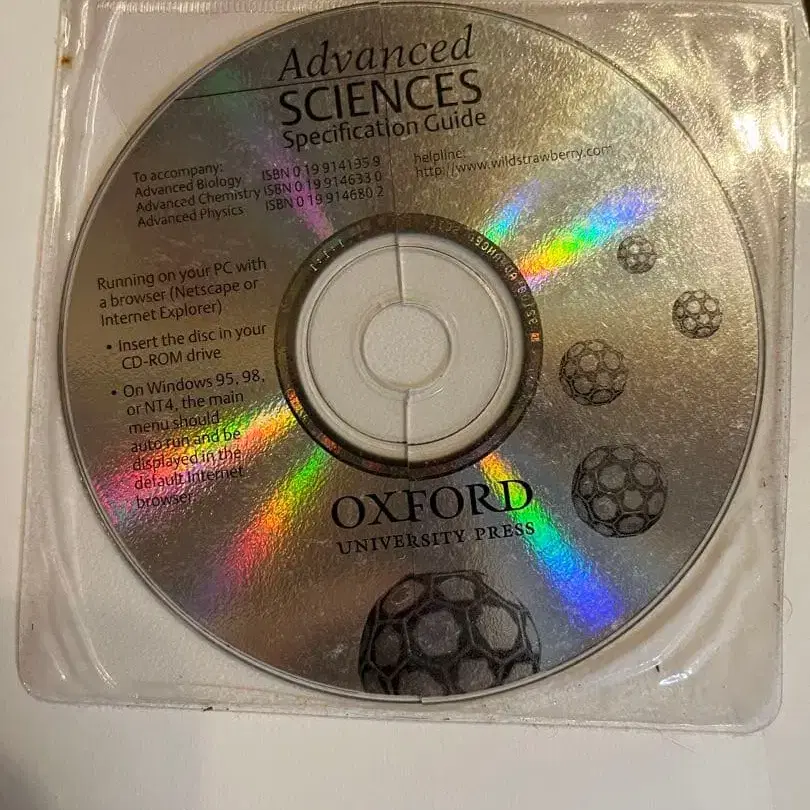 Advanced
SCIENCES
Specification Guide
To accompany:
Advanced Biology ISBN 0 19 914195 9
Advanced Chemistry ISBN 0 19 914633 0
Advanced Physics ISBN 0 19 914680 2
helpline:
http://www.wildstrawberry.com
Running on your PC with
a browser (Netscape or
Internet Explorer)
• Insert the disc in your
CD-ROM drive
• On Windows 95, 98,
or NT4, the main
menu should
auto run and be
displayed in the
default Internet
browser.
OXFORD
UNIVERSITY PRESS